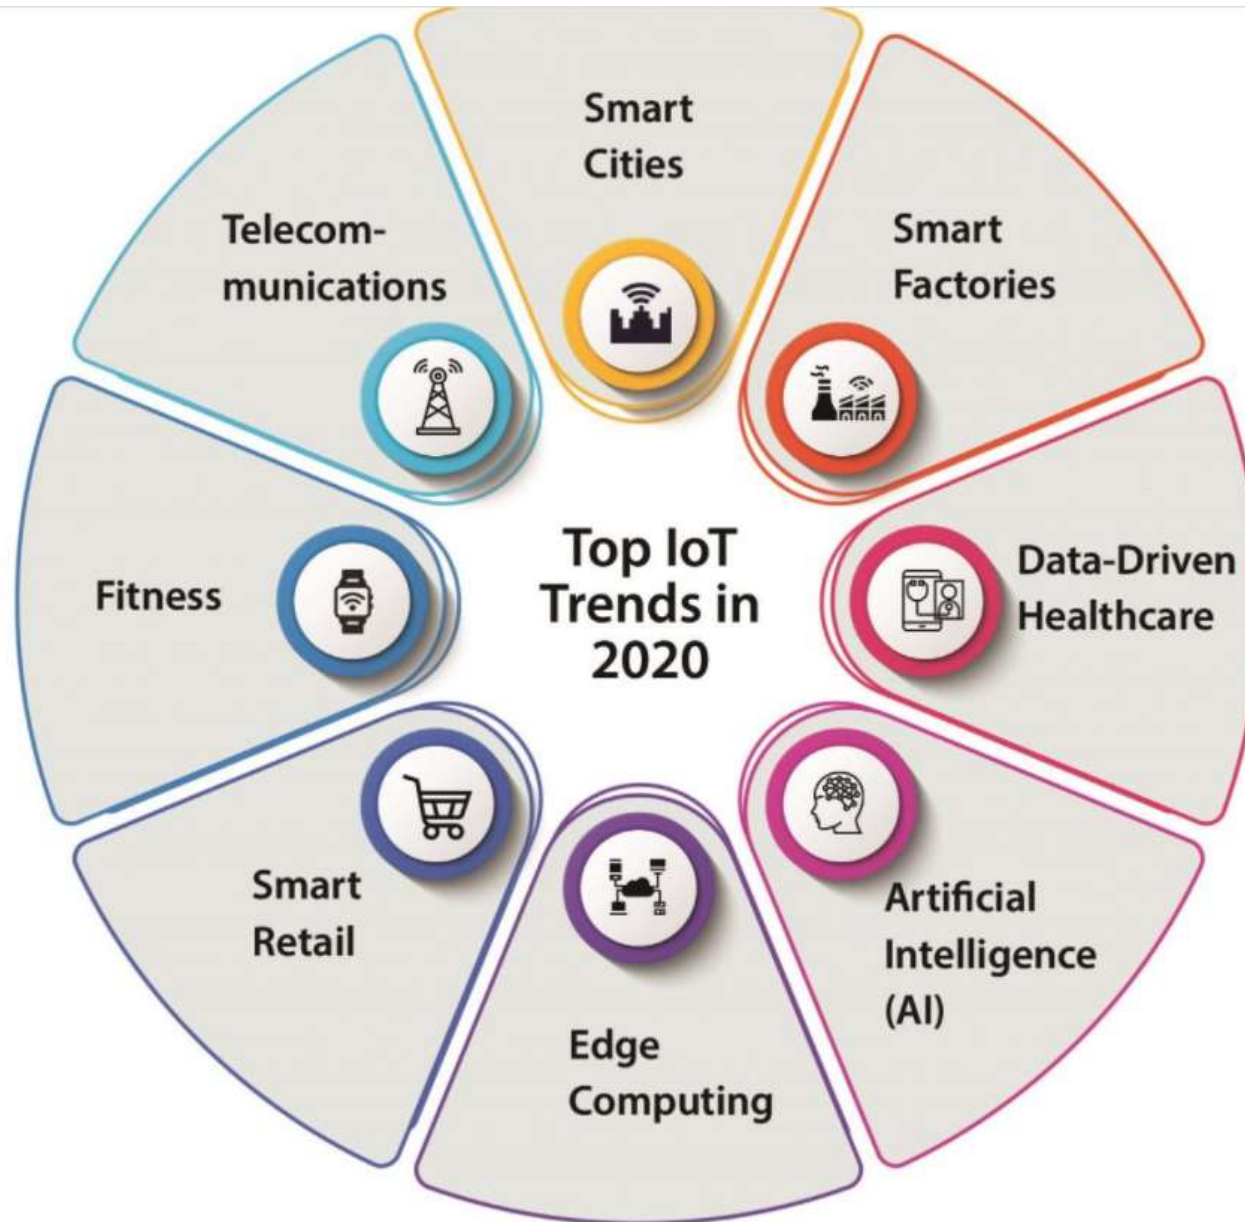 Smart
Cities
Smart
Factories
Data-Driven
Healthcare
Artificial
Intelligence
(AI)
Edge
Computing
Smart
Retail
Fitness
Telecom-
munications
Top IoT
Trends in
2020